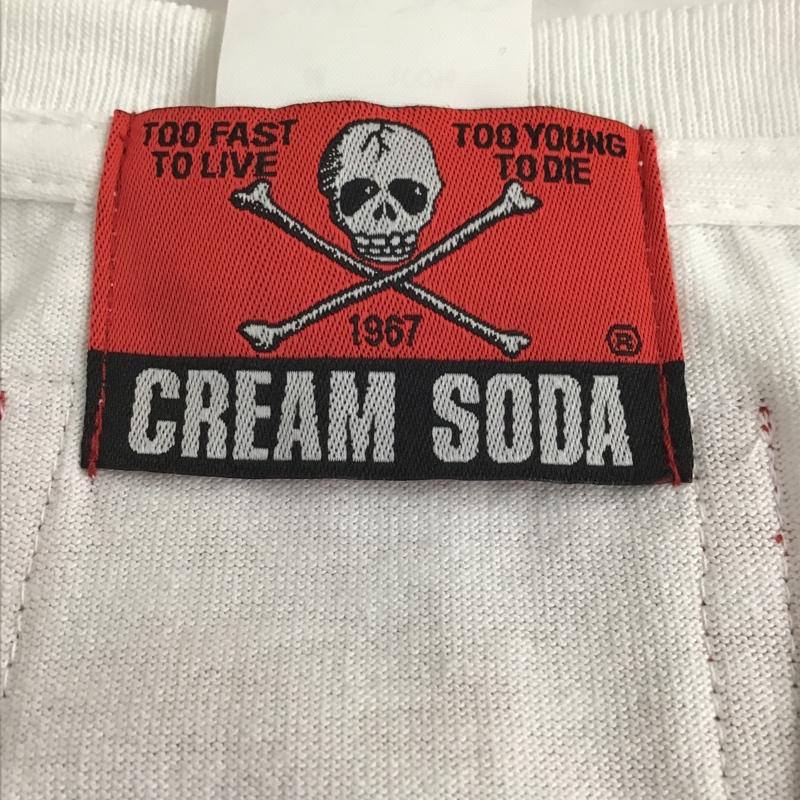 TOO FAST
TO LIVE
TOO YOUNG
TO DIE
1967
®
CREAM SODA